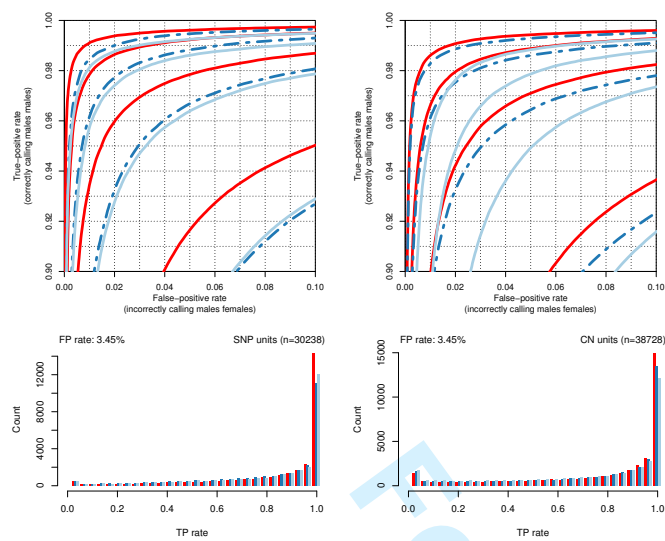 1.00
0.98
0.96
0.94
0.92
0.90
True−positive rate
(correctly calling males males)
0.00 0.02 0.04 0.06 0.08 0.10
False−positive rate
(incorrectly calling males females)
1.00
0.98
0.96
0.94
0.92
0.90
True−positive rate
(correctly calling males males)
0.00 0.02 0.04 0.06 0.08 0.10
False−positive rate
(incorrectly calling males females)
FP rate: 3.45% SNP units (n=30238)
12000
8000
4000
0
Count
0.0 0.2 0.4 0.6 0.8 1.0
TP rate
FP rate: 3.45% CN units (n=38728)
15000
10000
5000
0
Count
0.0 0.2 0.4 0.6 0.8 1.0
TP rate